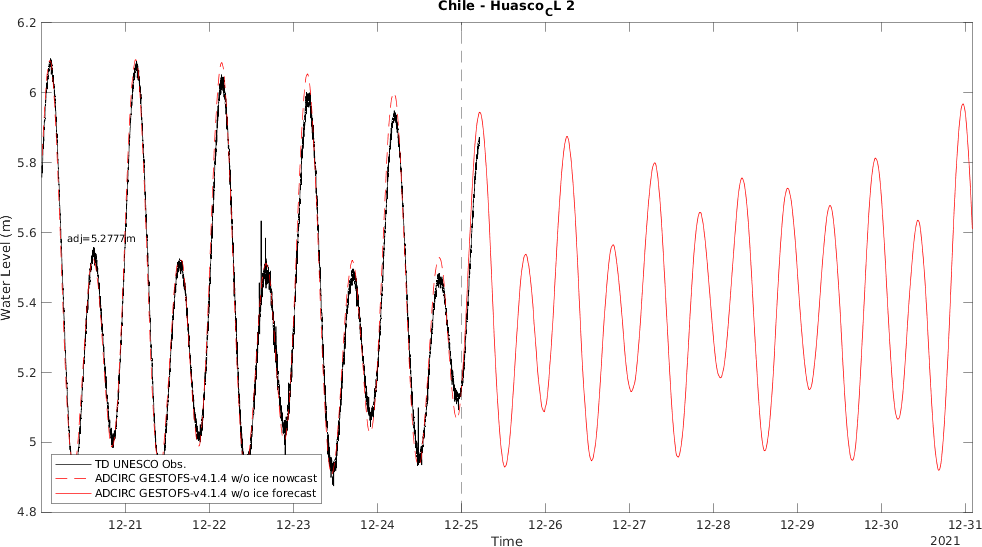 Chile - Huasco_CL 2
6.2
6
5.8
5.6
5.4
5.2
5
4.8
Water Level (m)
adj=5.2777m
TD UNESCO Obs.
ADCIRC GESTOFS-v4.1.4 w/o ice nowcast
ADCIRC GESTOFS-v4.1.4 w/o ice forecast
12-21 12-22 12-23 12-24 12-25 12-26 12-27 12-28 12-29 12-30 12-31
Time
2021